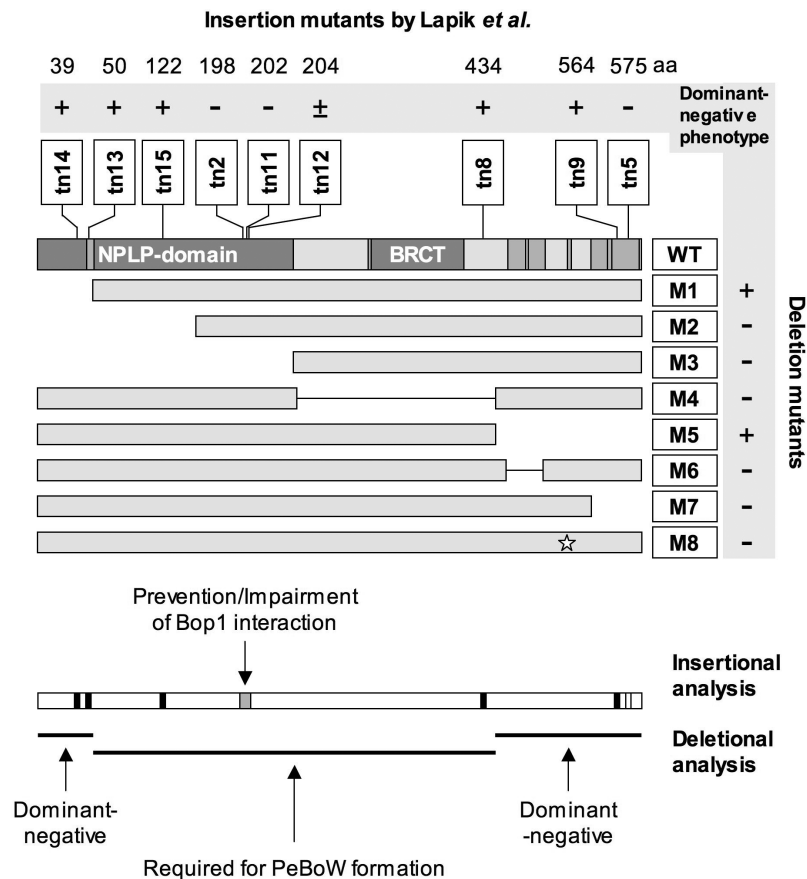 Insertion mutants by Lapik et al.
39 50 122 198 202 204 434 564 575 aa
+ + + - - ± + + -
Dominant-
negative
phenotype
tn14 tn13 tn15 tn2 tn11 tn12 tn8 tn9 tn5
NPLP-domain BRCT WT
M1 +
M2 -
M3 -
M4 -
M5 +
M6 -
M7 -
M8 -
Deletion mutants
Prevention/Impairment
of Bop1 interaction
Insertional
analysis
Deletional
analysis
Dominant-
negative
Dominant
-negative
Required for PeBoW formation